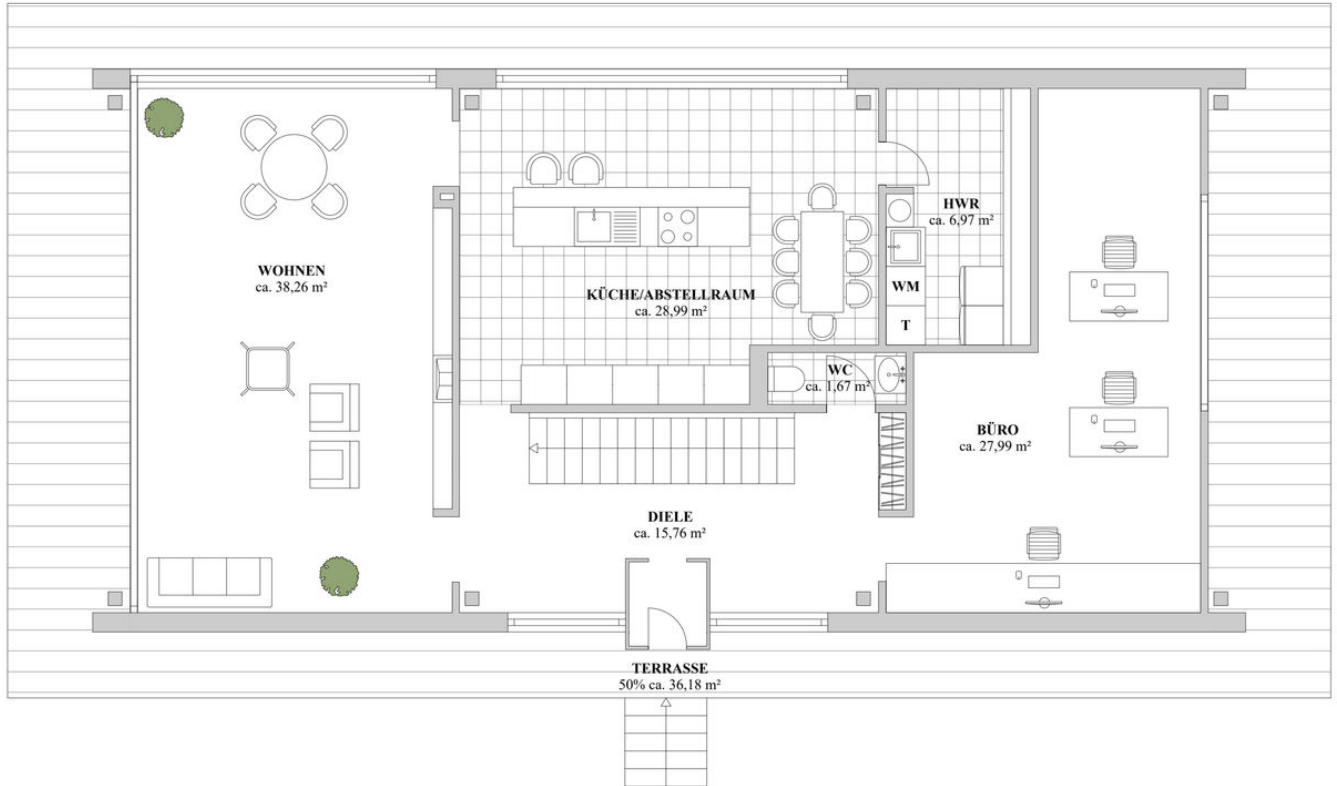 HWR
ca. 6,97 m²
WOHNEN
ca. 38,26 m²
KÜCHE/ABSTELLRAUM
ca. 28,99 m²
WM
T
WC
ca. 1,67 m²
BÜRO
ca. 27,99 m²
DIELE
ca. 15,76 m²
TERRASSE
50% ca. 36,18 m²